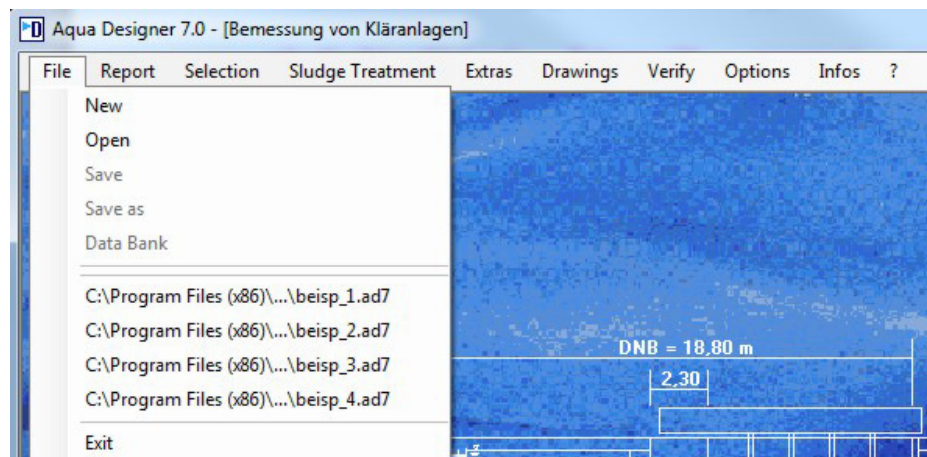 Aqua Designer 7.0 - [Bemessung von Kläranlagen]
File Report Selection Sludge Treatment Extras Drawings Verify Options Infos ?
New
Open
Save
Save as
Data Bank
C:\Program Files (x86)\...\beisp_1.ad7
C:\Program Files (x86)\...\beisp_2.ad7
C:\Program Files (x86)\...\beisp_3.ad7
C:\Program Files (x86)\...\beisp_4.ad7
Exit
DNB = 18,80 m
2,30